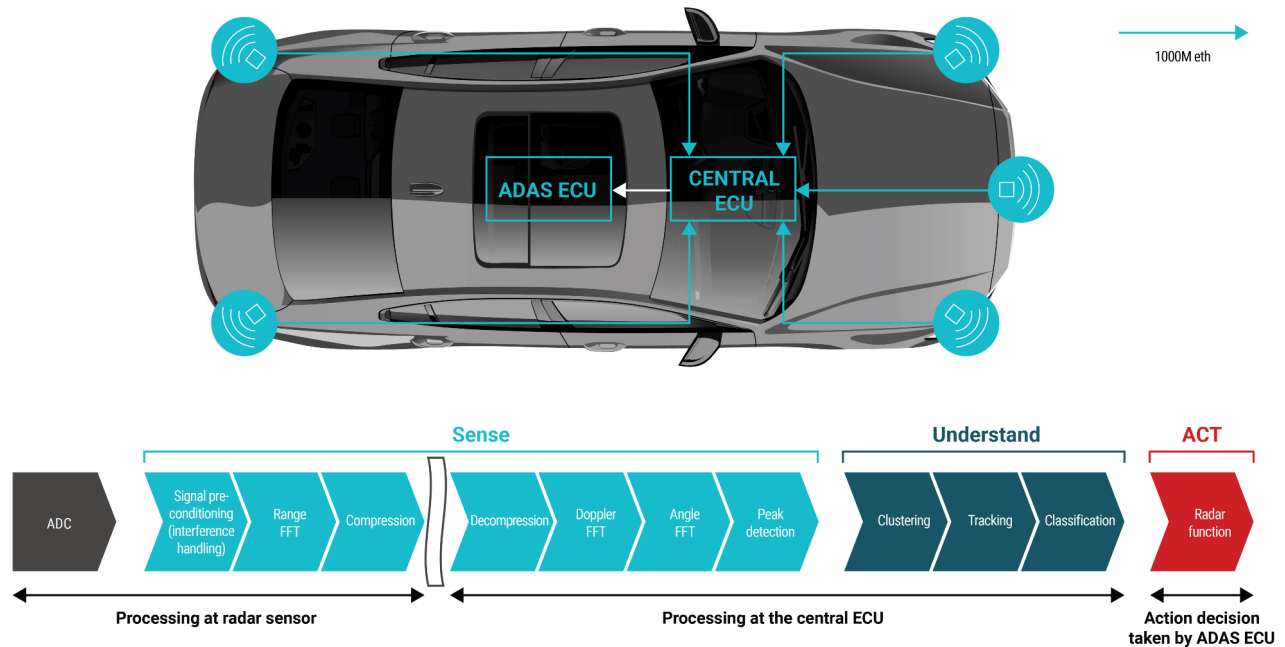 1000M eth
ADAS ECU
CENTRAL
ECU
Sense
Understand
ACT
ADC
Signal pre-
conditioning
(interference
handling)
Range
FFT
Compression
Decompression
Doppler
FFT
Angle
FFT
Peak
detection
Clustering
Tracking
Classification
Radar
function
Processing at radar sensor
Processing at the central ECU
Action decision
taken by ADAS ECU